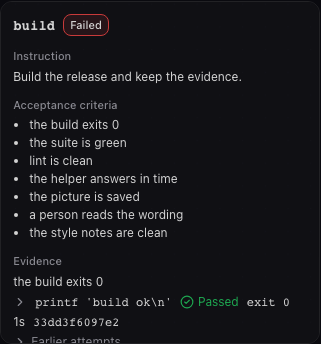 build Failed
Instruction
Build the release and keep the evidence.
Acceptance criteria
• the build exits 0
• the suite is green
• lint is clean
• the helper answers in time
• the picture is saved
• a person reads the wording
• the style notes are clean
Evidence
the build exits 0
> printf 'build ok\n' Passed exit 0
1s 33dd3f6097e2
> Earlier attempts